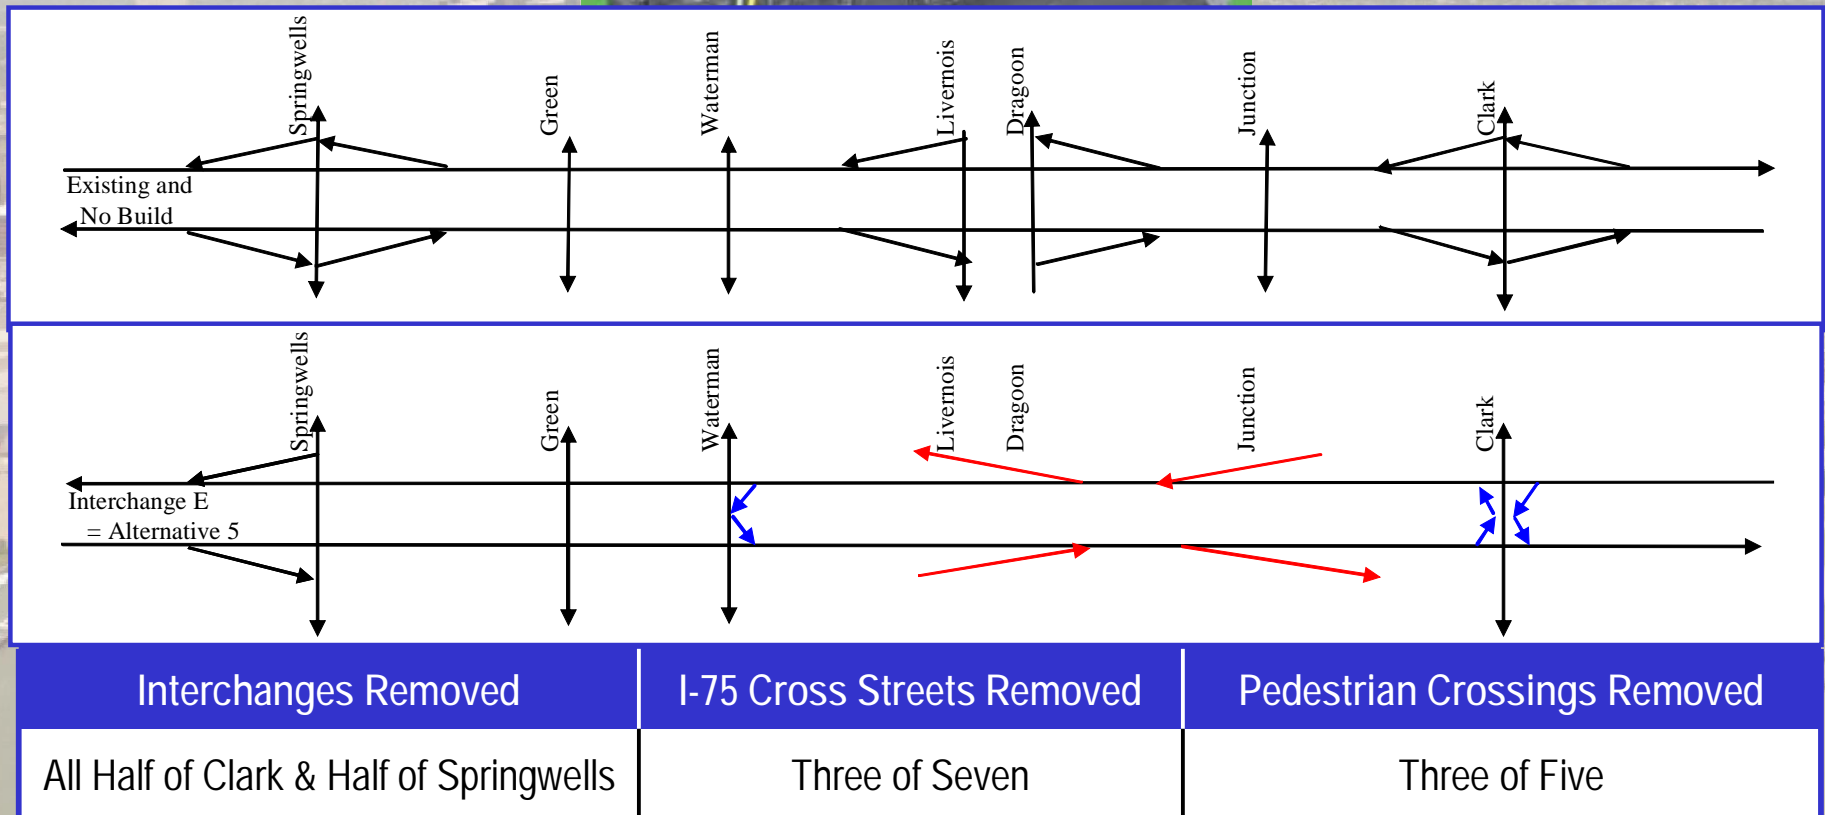 Springwells
Green
Waterman
Livernois
Dragoon
Junction
Clark
Existing and
No Build
Springwells
Green
Waterman
Livernois
Dragoon
Junction
Clark
Interchange E
= Alternative 5
Interchanges Removed
I-75 Cross Streets Removed
Pedestrian Crossings Removed
All Half of Clark & Half of Springwells
Three of Seven
Three of Five